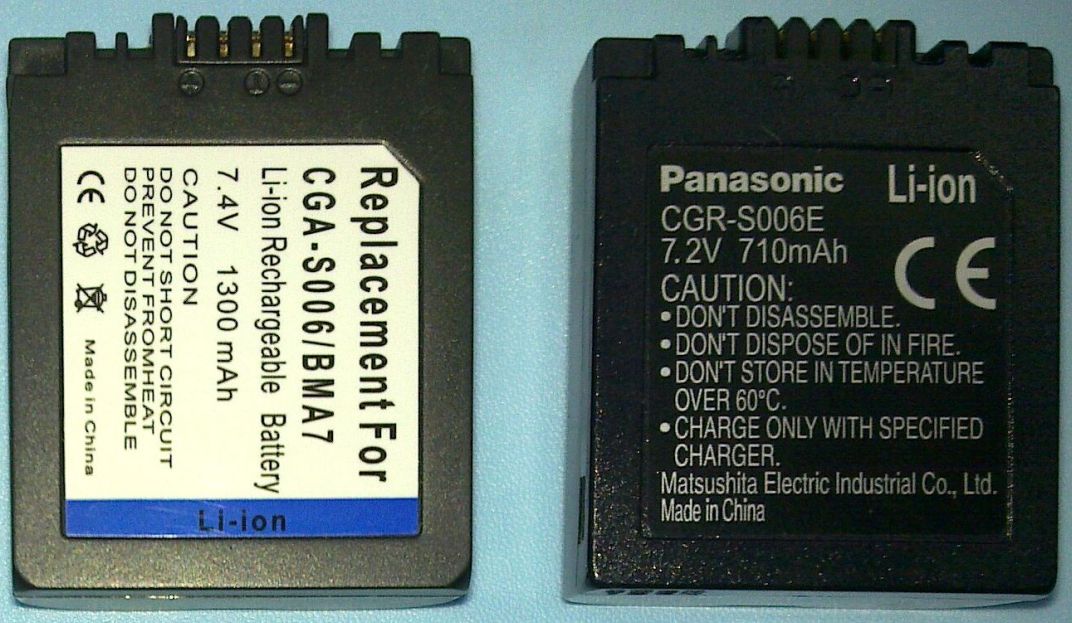 Replacement For
CGA-S006/BMA7
Li-ion Rechargeable Battery
7.4V 1300 mAh
CAUTION
DO NOT SHORT CIRCUIT
PREVENT FROMHEAT
DO NOT DISASSEMBLE
CE Made in China
Li-ion
Panasonic Li-ion
CGR-S006E
7.2V 710mAh
CE
CAUTION:
• DON'T DISASSEMBLE.
• DON'T DISPOSE OF IN FIRE.
• DON'T STORE IN TEMPERATURE
OVER 60°C.
• CHARGE ONLY WITH SPECIFIED
CHARGER.
Matsushita Electric Industrial Co., Ltd.
Made in China